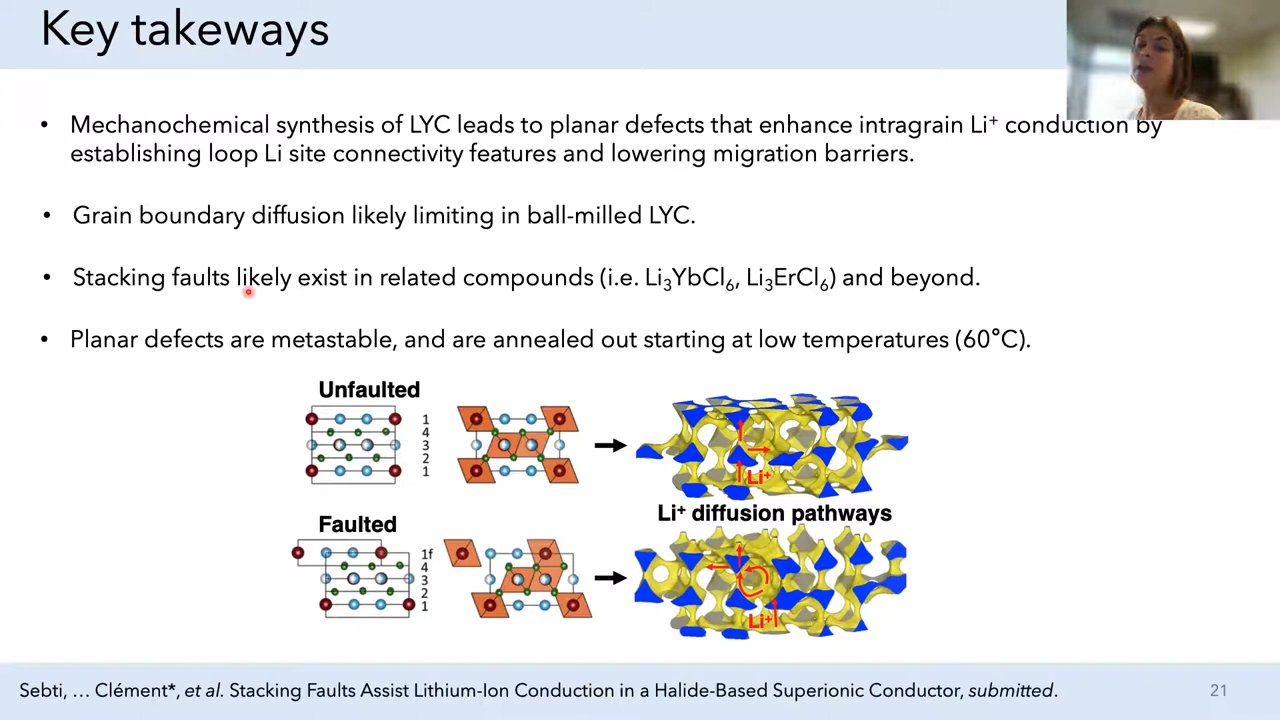 Key takeways
• Mechanochemical synthesis of LYC leads to planar defects that enhance intragrain Li⁺ conduction by
establishing loop Li site connectivity features and lowering migration barriers.
• Grain boundary diffusion likely limiting in ball-milled LYC.
• Stacking faults likely exist in related compounds (i.e. Li₃YbCl₆, Li₃ErCl₆) and beyond.
• Planar defects are metastable, and are annealed out starting at low temperatures (60°C).
Unfaulted
1
4
3
2
1
Li⁺
Li⁺ diffusion pathways
Faulted
1f
4
3
2
1
Li⁺
Sebti, … Clément*, et al. Stacking Faults Assist Lithium-Ion Conduction in a Halide-Based Superionic Conductor, submitted.
21